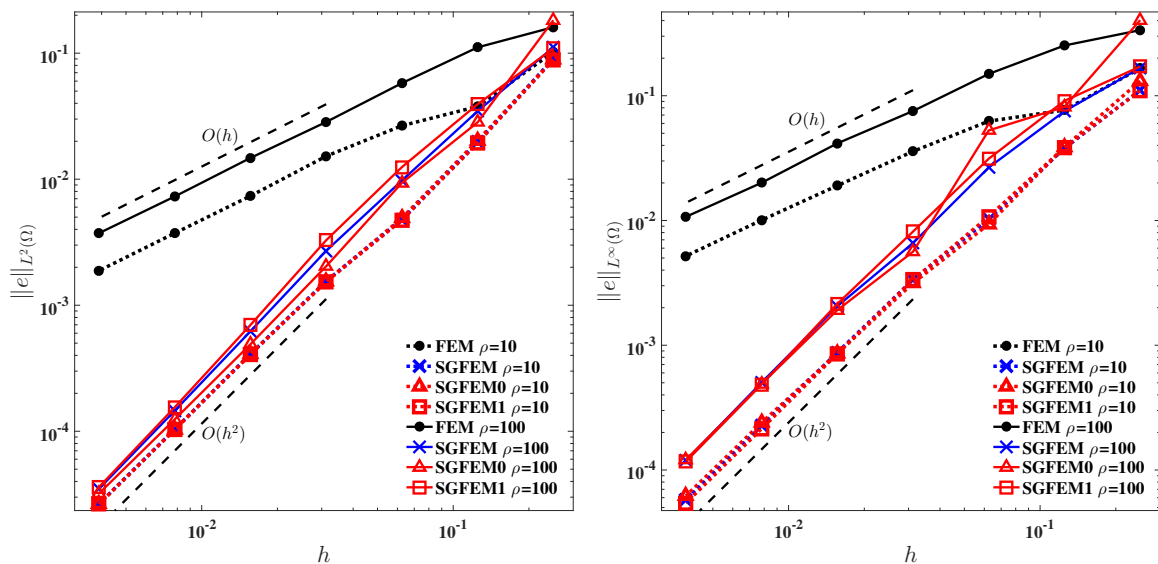 10^{-1}
10^{-2}
10^{-3}
10^{-4}
||e||_{L^2(Ω)}
O(h)
O(h^2)
FEM ρ=10
SGFEM ρ=10
SGFEM0 ρ=10
SGFEM1 ρ=10
FEM ρ=100
SGFEM ρ=100
SGFEM0 ρ=100
SGFEM1 ρ=100
10^{-2} 10^{-1}
h
10^{-1}
10^{-2}
10^{-3}
10^{-4}
||e||_{L^∞(Ω)}
O(h)
O(h^2)
FEM ρ=10
SGFEM ρ=10
SGFEM0 ρ=10
SGFEM1 ρ=10
FEM ρ=100
SGFEM ρ=100
SGFEM0 ρ=100
SGFEM1 ρ=100
10^{-2} 10^{-1}
h